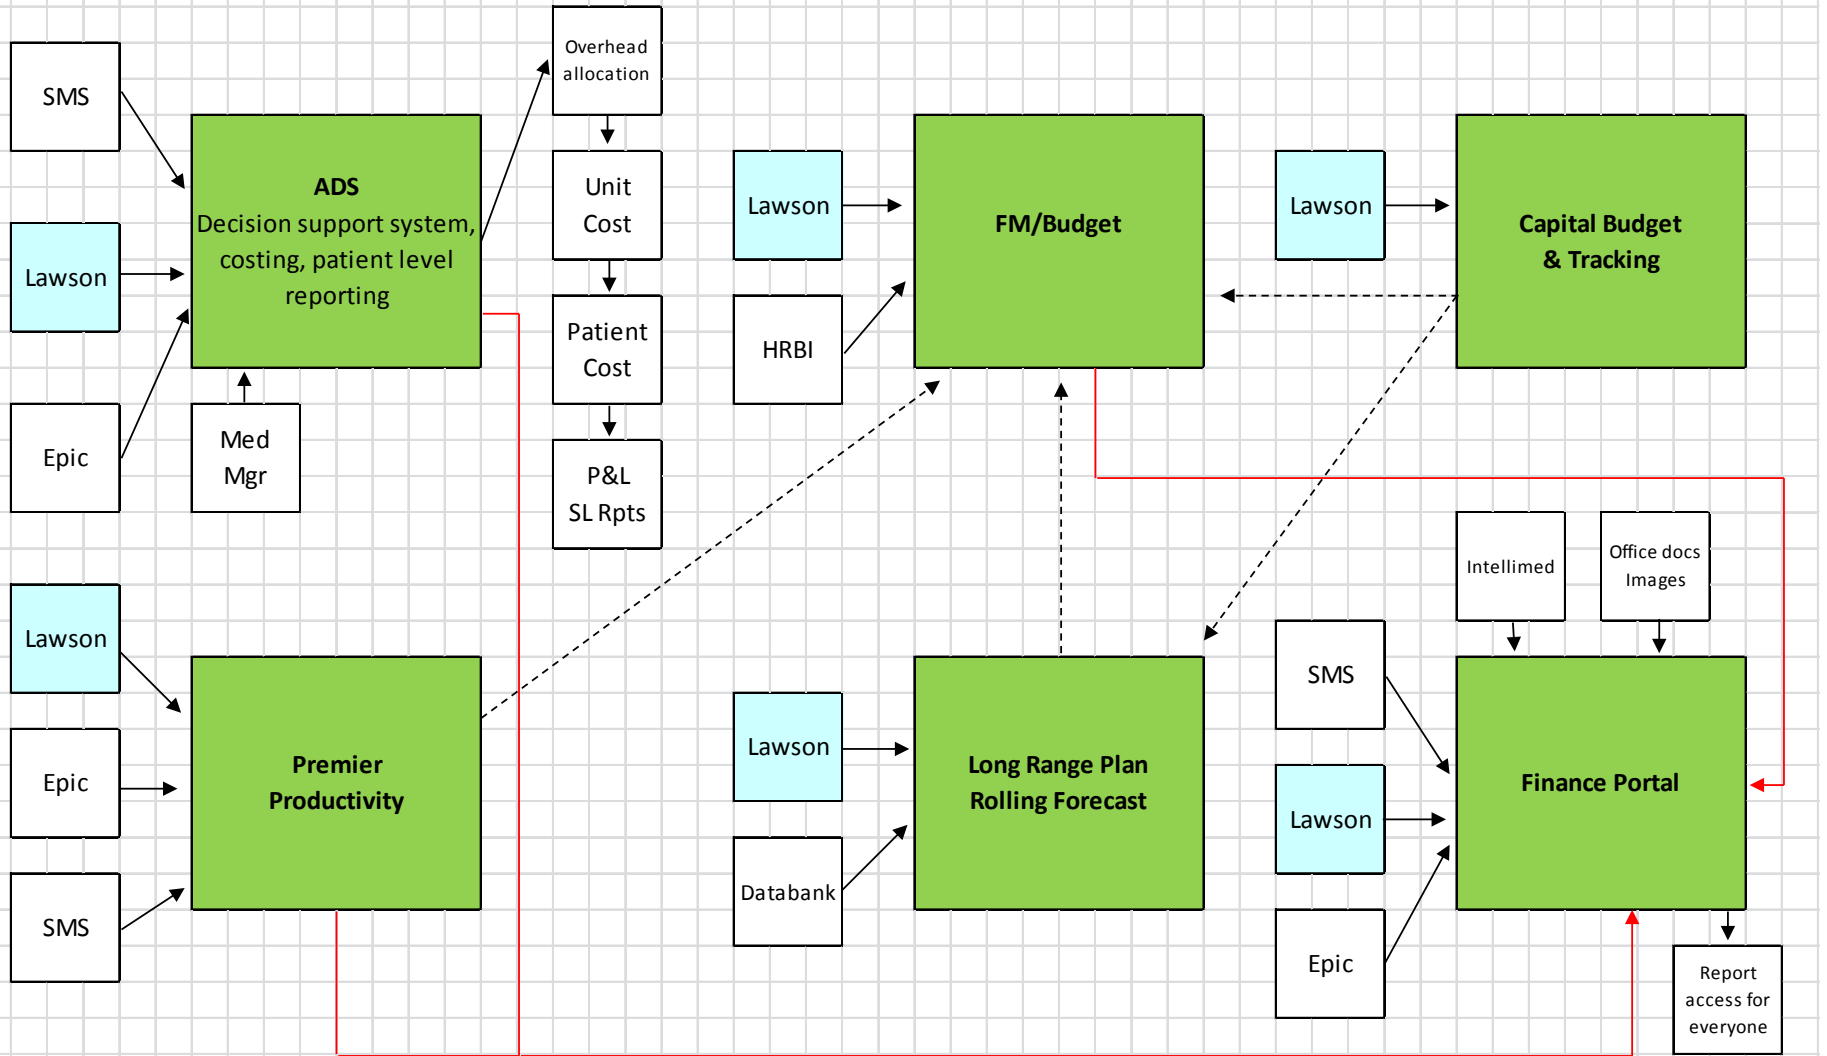 Overhead
allocation
SMS
ADS
Decision support system,
costing, patient level
reporting
Unit
Cost
Lawson
FM/Budget
Lawson
Capital Budget
& Tracking
Lawson
Patient
Cost
HRBI
Epic
Med
Mgr
P&L
SL Rpts
Intellimed
Office docs
Images
Lawson
SMS
Premier
Productivity
Epic
Lawson
Long Range Plan
Rolling Forecast
Finance Portal
Lawson
Databank
SMS
Epic
Report
access for
everyone